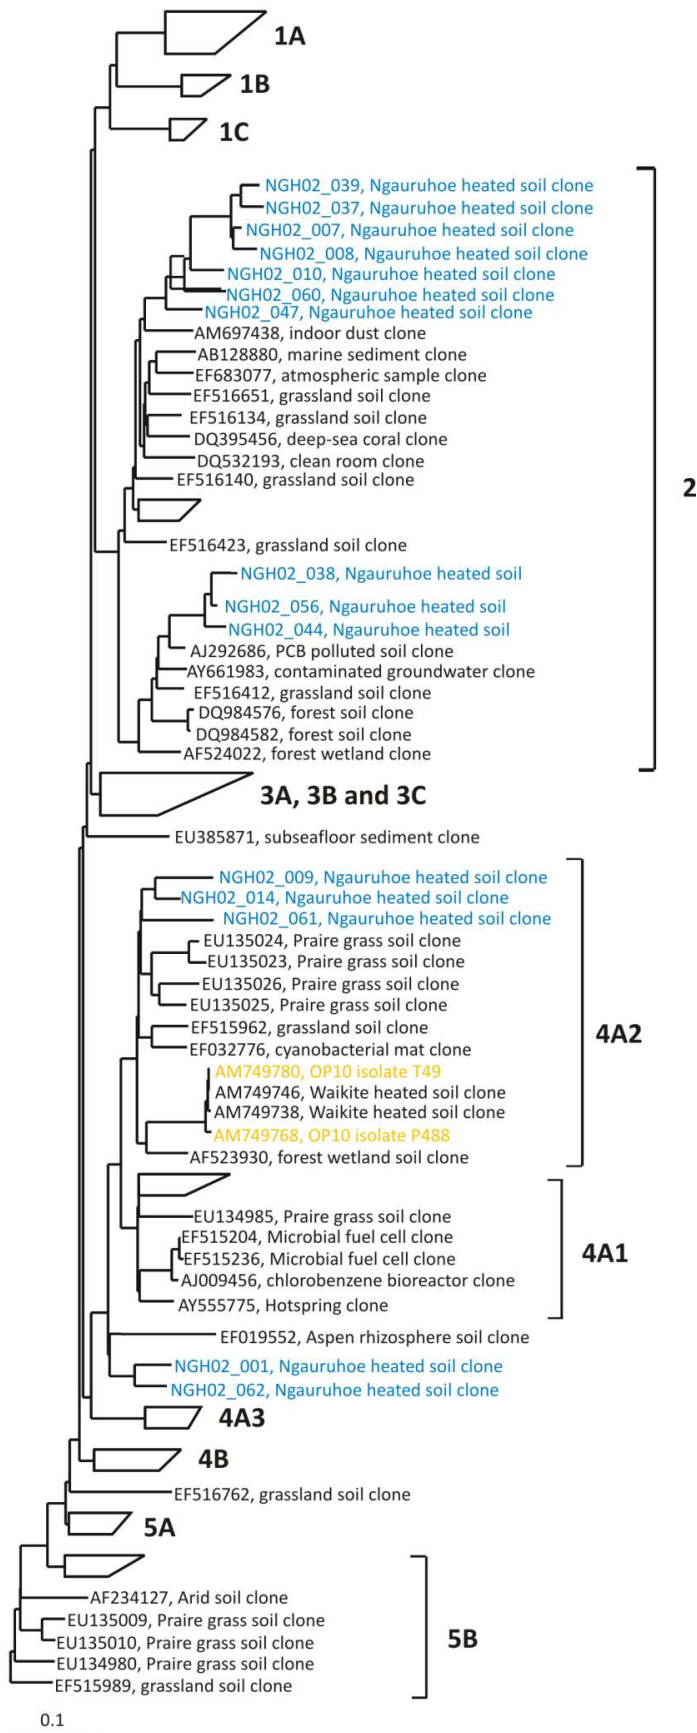 1A
1B
1C
NGH02_039, Ngauruhoe heated soil clone
NGH02_037, Ngauruhoe heated soil clone
NGH02_007, Ngauruhoe heated soil clone
NGH02_008, Ngauruhoe heated soil clone
NGH02_010, Ngauruhoe heated soil clone
NGH02_060, Ngauruhoe heated soil clone
NGH02_047, Ngauruhoe heated soil clone
AM697438, indoor dust clone
AB128880, marine sediment clone
EF683077, atmospheric sample clone
EF516651, grassland soil clone
EF516134, grassland soil clone
DQ395456, deep-sea coral clone
DQ532193, clean room clone
EF516140, grassland soil clone
2
EF516423, grassland soil clone
NGH02_038, Ngauruhoe heated soil
NGH02_056, Ngauruhoe heated soil
NGH02_044, Ngauruhoe heated soil
AJ292686, PCB polluted soil clone
AY661983, contaminated groundwater clone
EF516412, grassland soil clone
DQ984576, forest soil clone
DQ984582, forest soil clone
AF524022, forest wetland clone
3A, 3B and 3C
EU385871, subseafloor sediment clone
NGH02_009, Ngauruhoe heated soil clone
NGH02_014, Ngauruhoe heated soil clone
NGH02_061, Ngauruhoe heated soil clone
EU135024, Praire grass soil clone
EU135023, Praire grass soil clone
EU135026, Praire grass soil clone
EU135025, Praire grass soil clone
EF515962, grassland soil clone
4A2
EF032776, cyanobacterial mat clone
AM749780, OP10 isolate T49
AM749746, Waikite heated soil clone
AM749738, Waikite heated soil clone
AM749768, OP10 isolate P488
AF523930, forest wetland soil clone
EU134985, Praire grass soil clone
EF515204, Microbial fuel cell clone
4A1
EF515236, Microbial fuel cell clone
AJ009456, chlorobenzene bioreactor clone
AY555775, Hotspring clone
EF019552, Aspen rhizosphere soil clone
NGH02_001, Ngauruhoe heated soil clone
NGH02_062, Ngauruhoe heated soil clone
4A3
4B
EF516762, grassland soil clone
5A
AF234127, Arid soil clone
EU135009, Praire grass soil clone
5B
EU135010, Praire grass soil clone
EU134980, Praire grass soil clone
EF515989, grassland soil clone
0.1